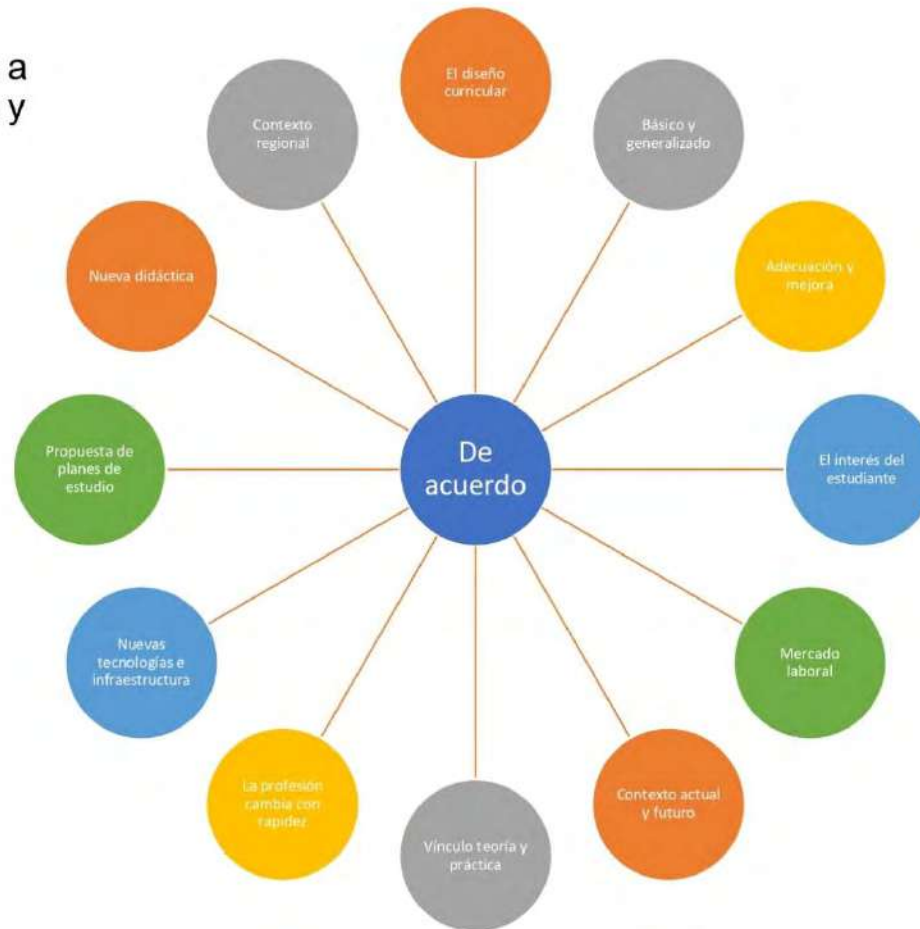 a
y
El diseño
curricular
Básico y
generalizado
Adecuación y
mejora
El interés del
estudiante
Mercado
laboral
Contexto actual
y futuro
Vínculo teoría y
práctica
La profesión
cambia con
rapidez
Nuevas
tecnologías e
infraestructura
Propuesta de
planes de
estudio
Nueva didáctica
Contexto
regional
De
acuerdo